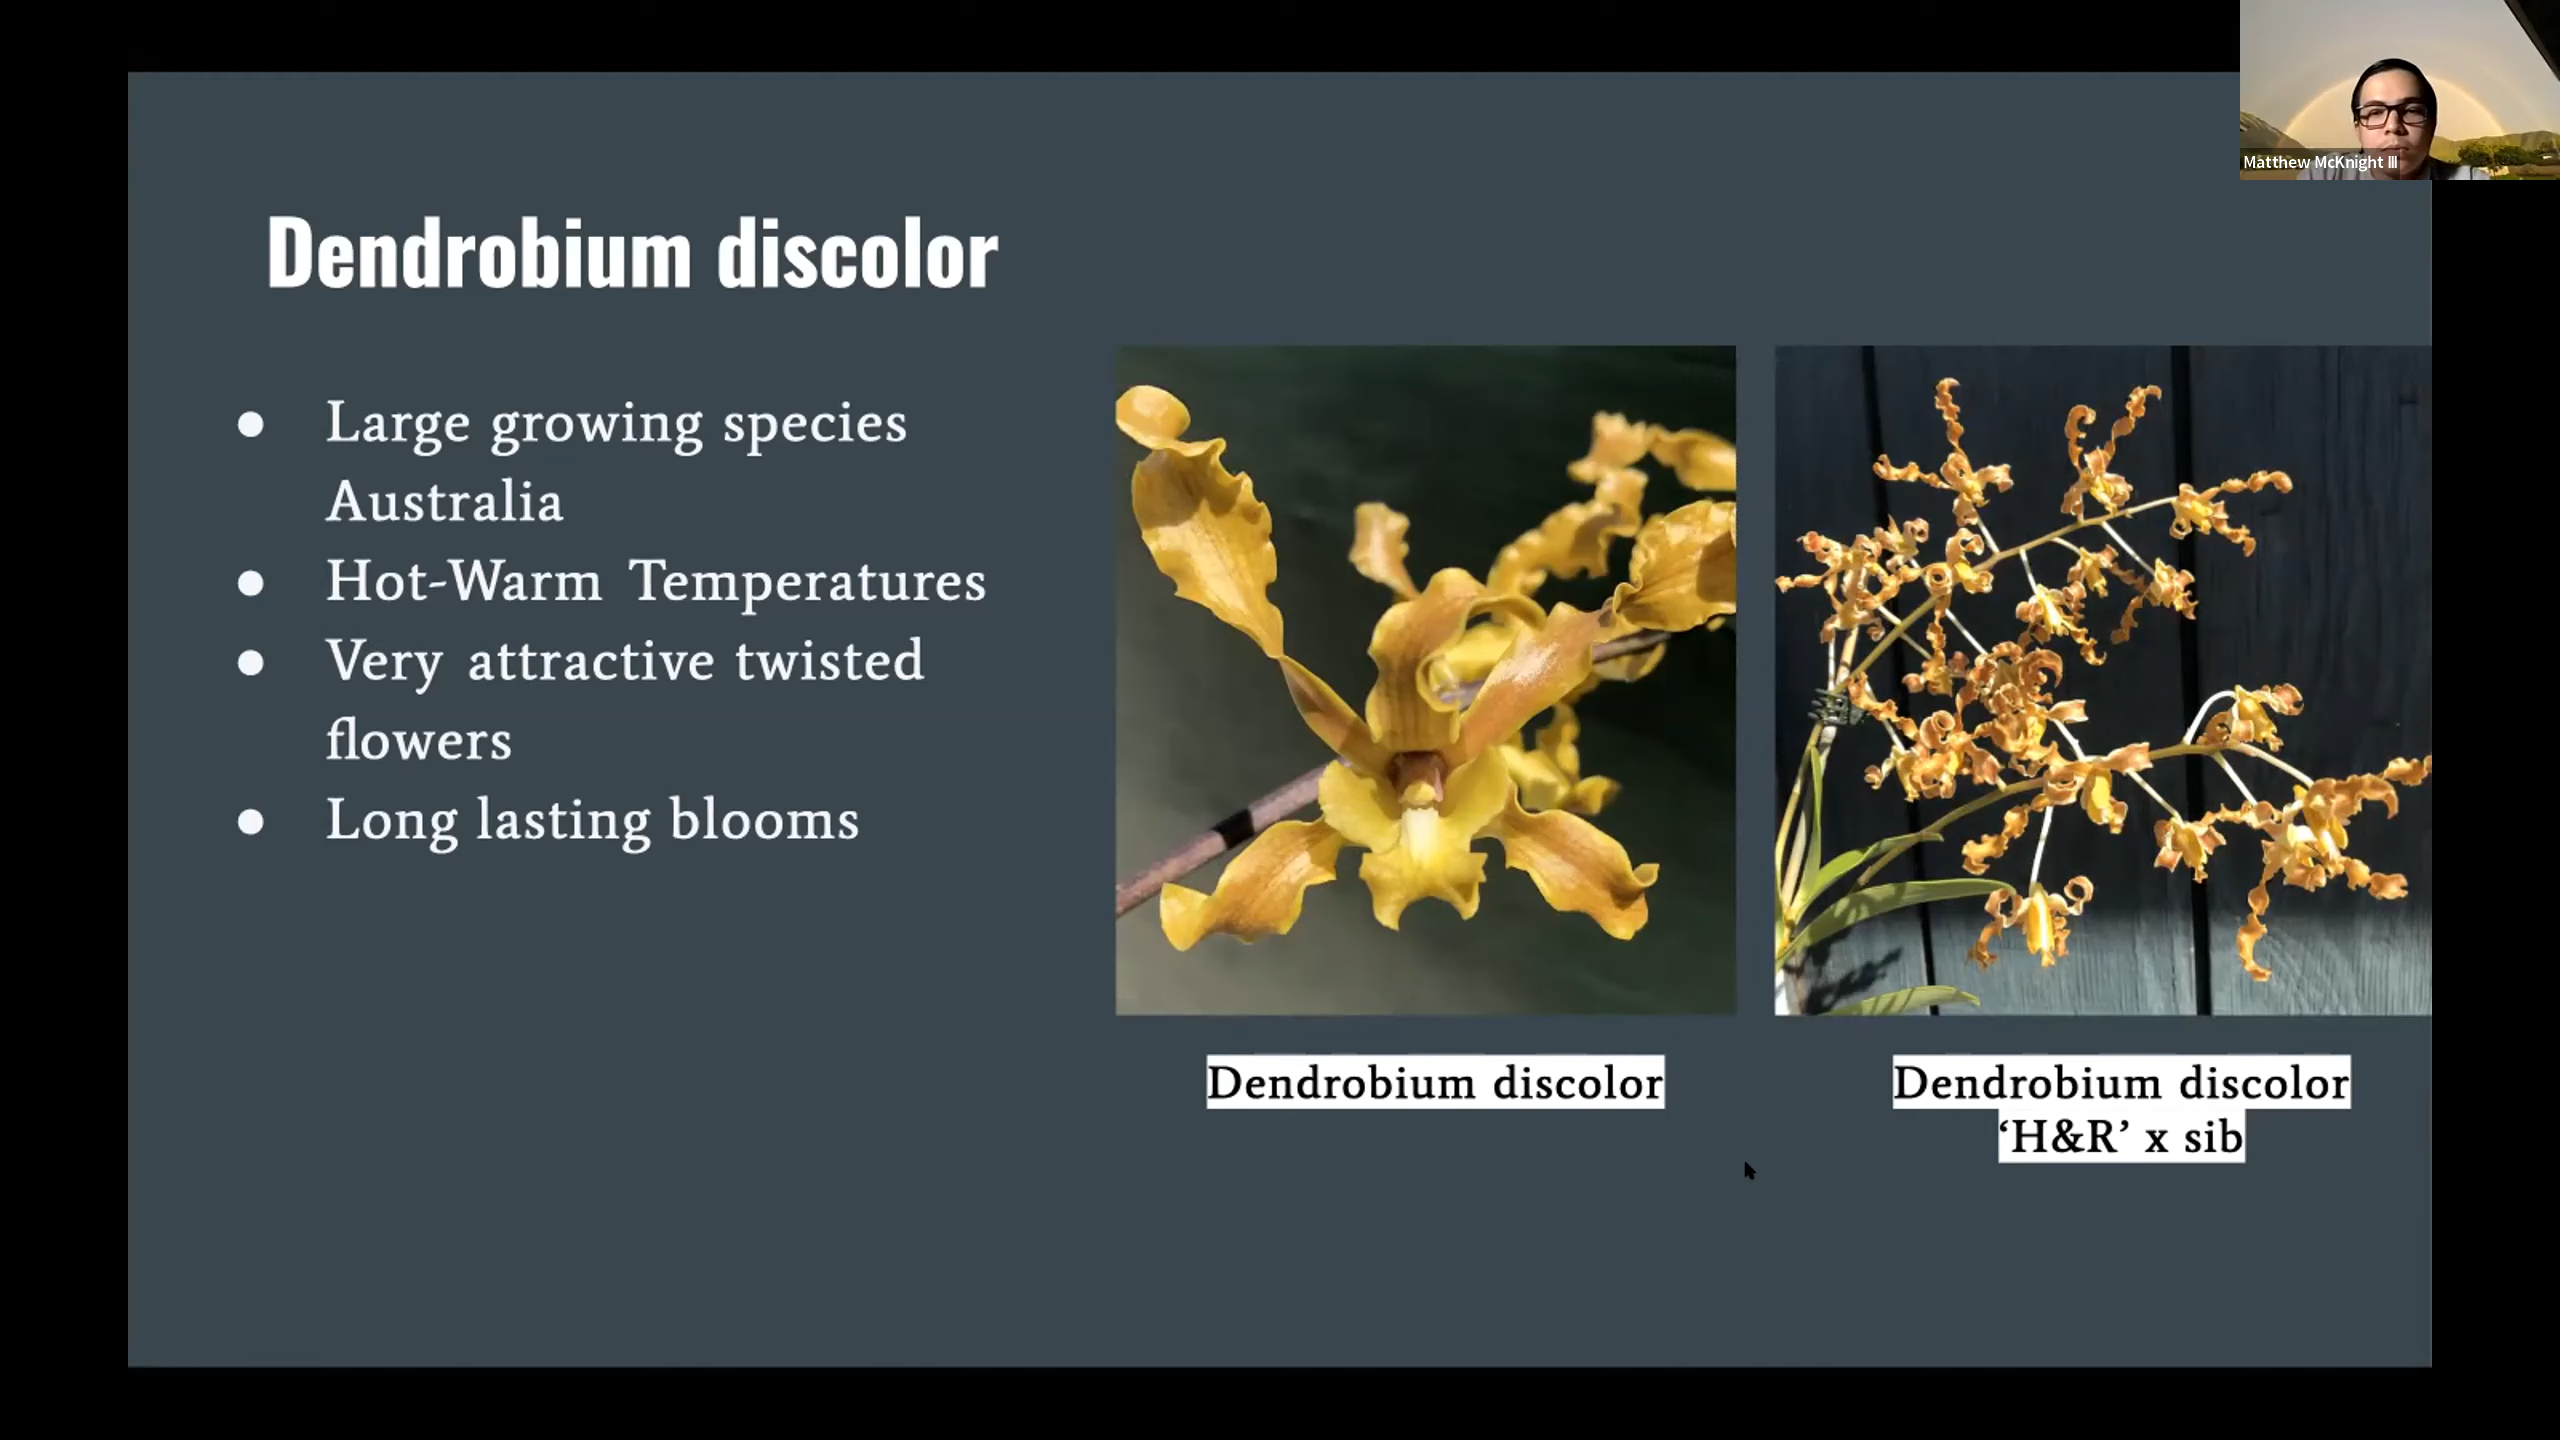 Matthew McKnight III
Dendrobium discolor
● Large growing species
Australia
● Hot-Warm Temperatures
● Very attractive twisted
flowers
● Long lasting blooms
Dendrobium discolor
Dendrobium discolor
‘H&R’ x sib